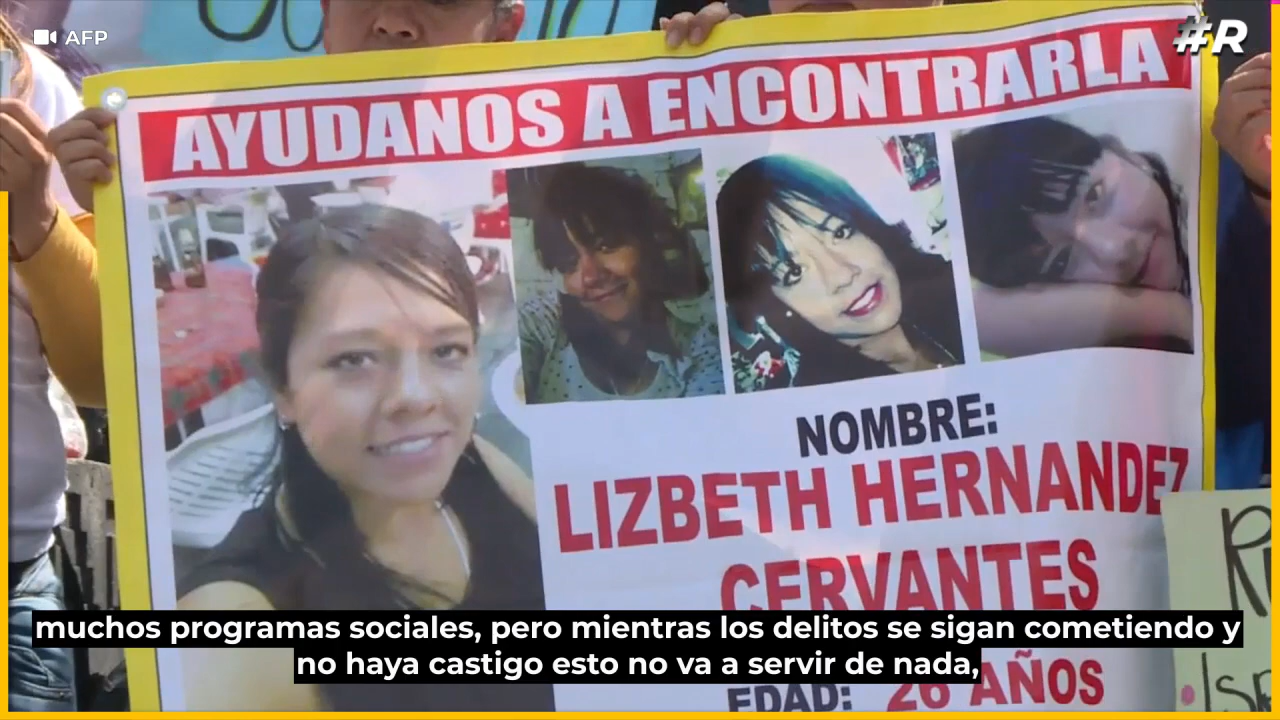 AFP
#R
AYUDANOS A ENCONTRARLA
NOMBRE:
LIZBETH HERNANDEZ
CERVANTES
muchos programas sociales, pero mientras los delitos se sigan cometiendo y
no haya castigo esto no va a servir de nada,
EDAD: 26 AÑOS